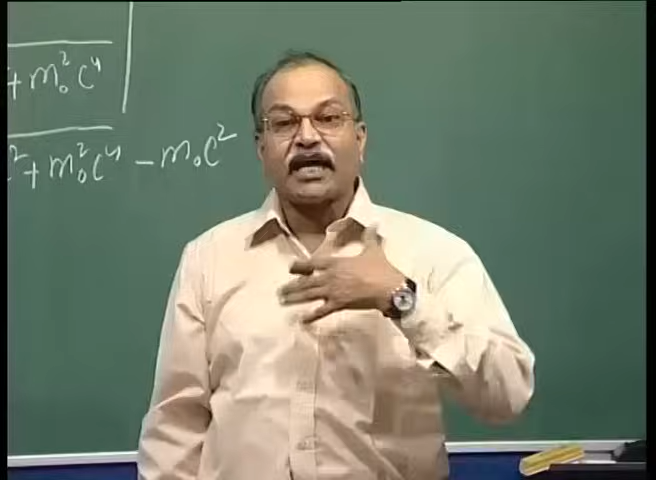 + m₀²c⁴
² + m₀²c⁴ - m₀c²